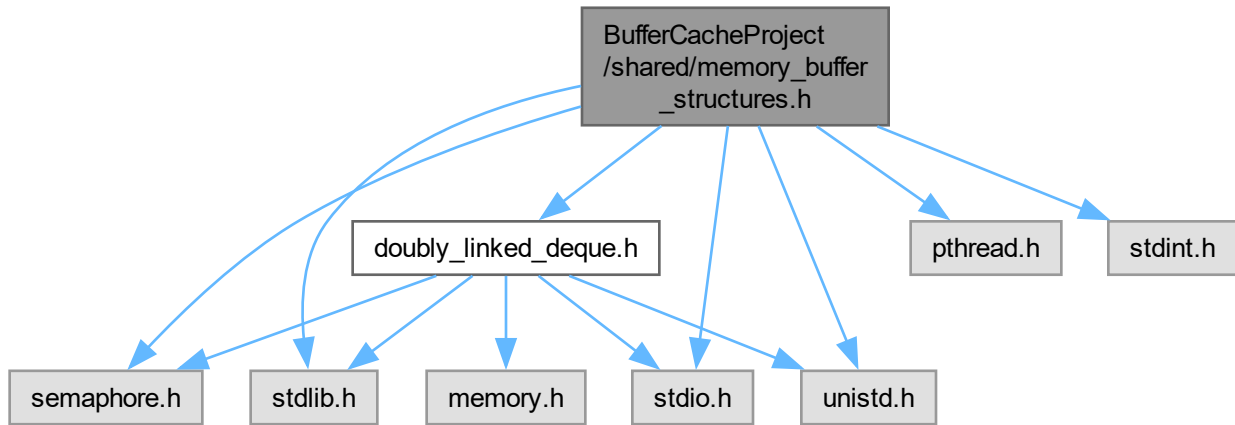 BufferCacheProject
/shared/memory_buffer
_structures.h
doubly_linked_deque.h
pthread.h
stdint.h
semaphore.h
stdlib.h
memory.h
stdio.h
unistd.h